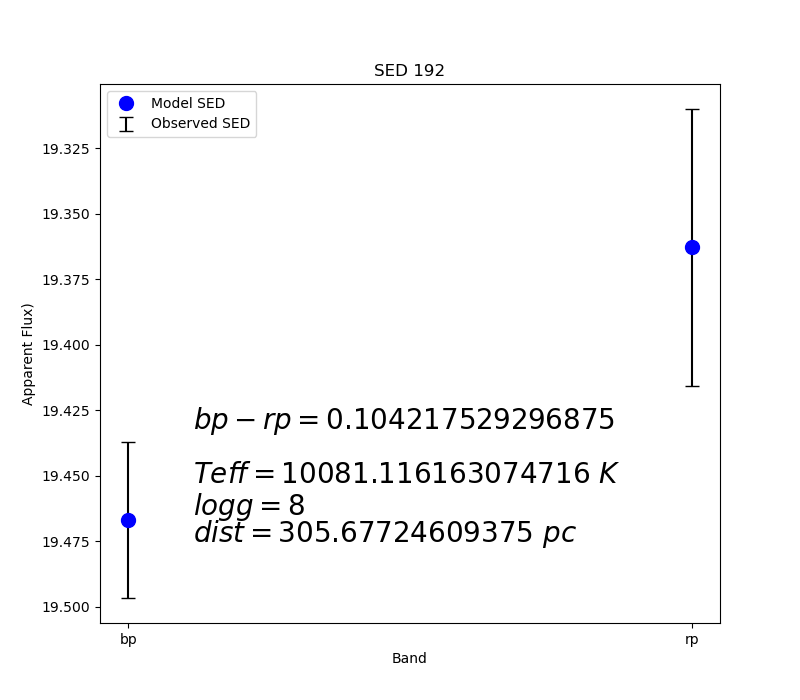 SED 192
Model SED
Observed SED
19.325
19.350
19.375
19.400
19.425
19.450
19.475
19.500
Apparent Flux)
bp − rp = 0.104217529296875
Teff = 10081.116163074716 K
logg = 8
dist = 305.67724609375 pc
bp
rp
Band